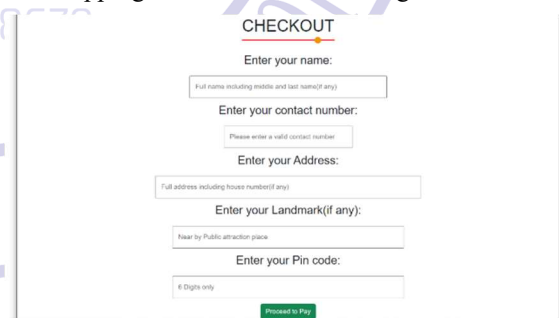 CHECKOUT
Enter your name:
Full name including middle and last name(if any)
Enter your contact number:
Please enter a valid contact number
Enter your Address:
Full address including house number(if any)
Enter your Landmark(if any):
Near by Public attraction place
Enter your Pin code:
6 Digits only
Proceed to Pay